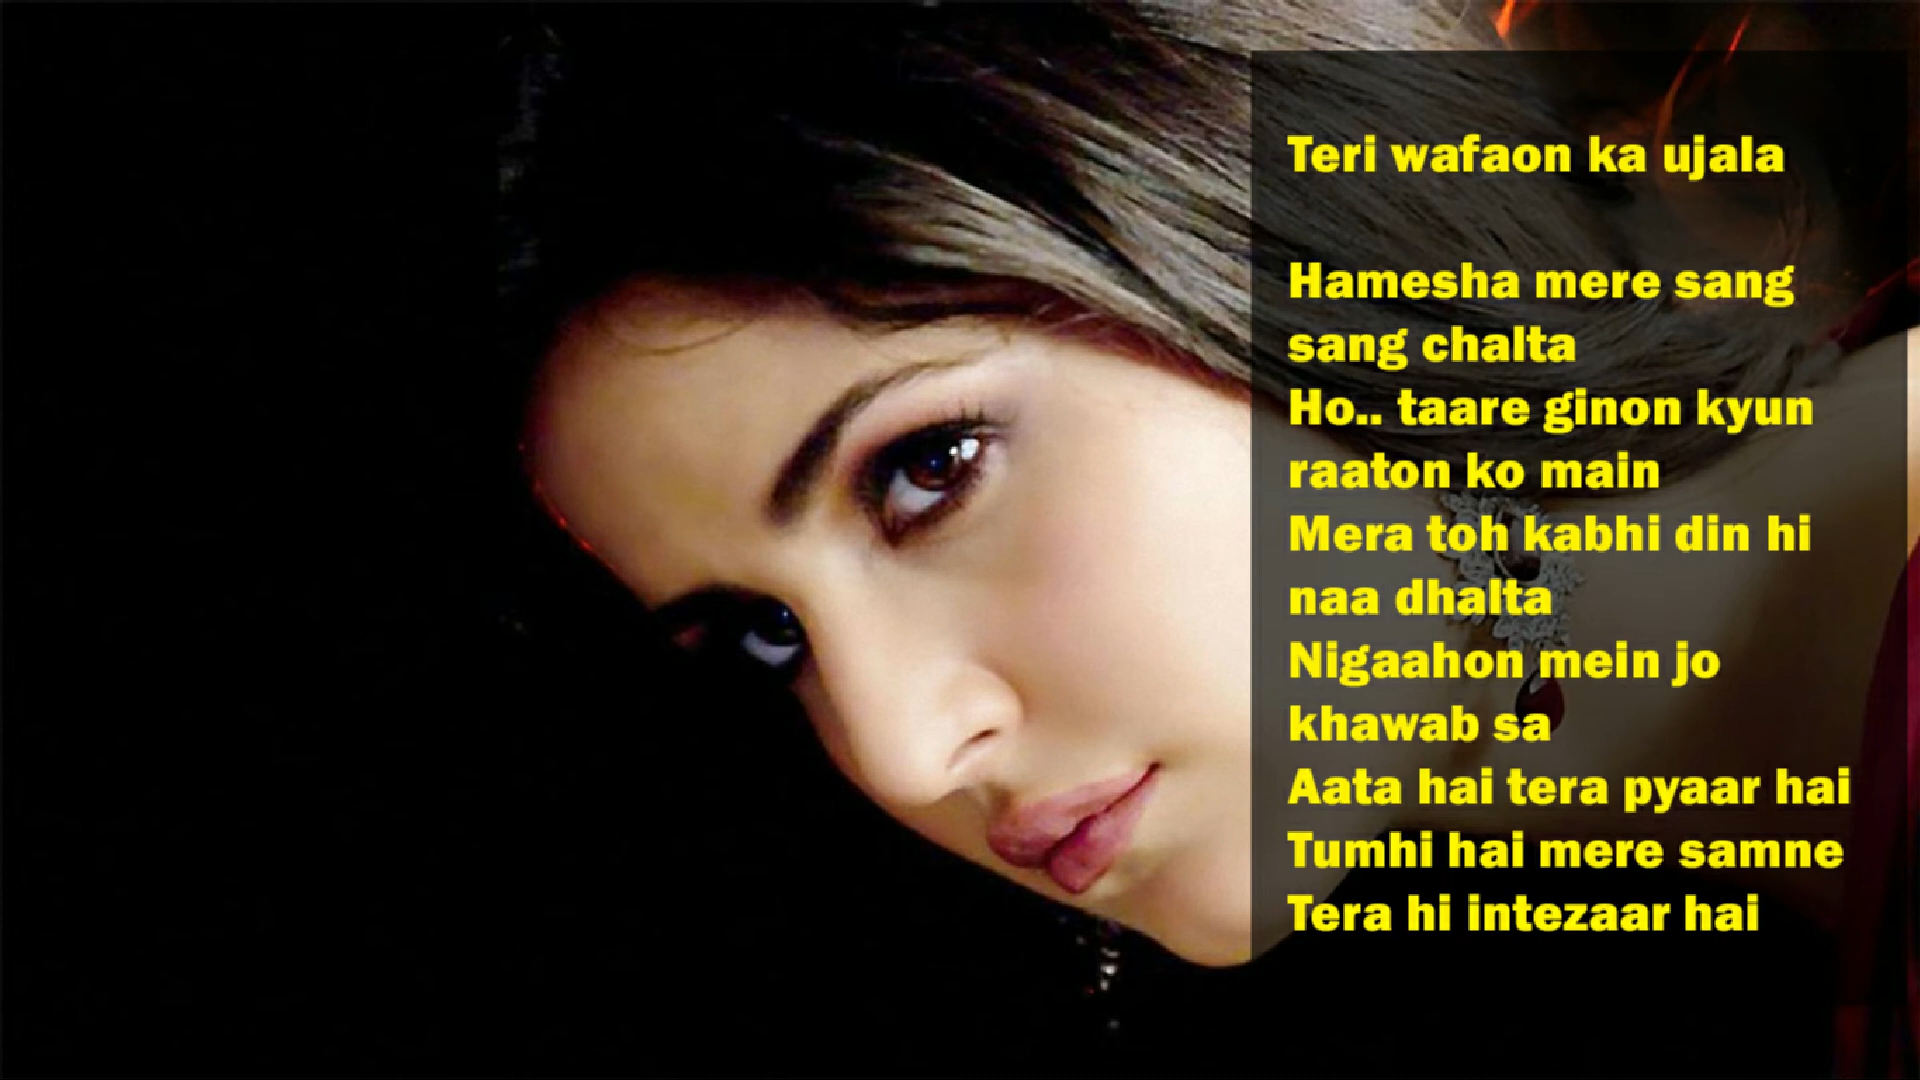 Teri wafaon ka ujala
Hamesha mere sang
sang chalta
Ho.. taare ginon kyun
raaton ko main
Mera toh kabhi din hi
naa dhalta
Nigaahon mein jo
khawab sa
Aata hai tera pyaar hai
Tumhi hai mere samne
Tera hi intezaar hai